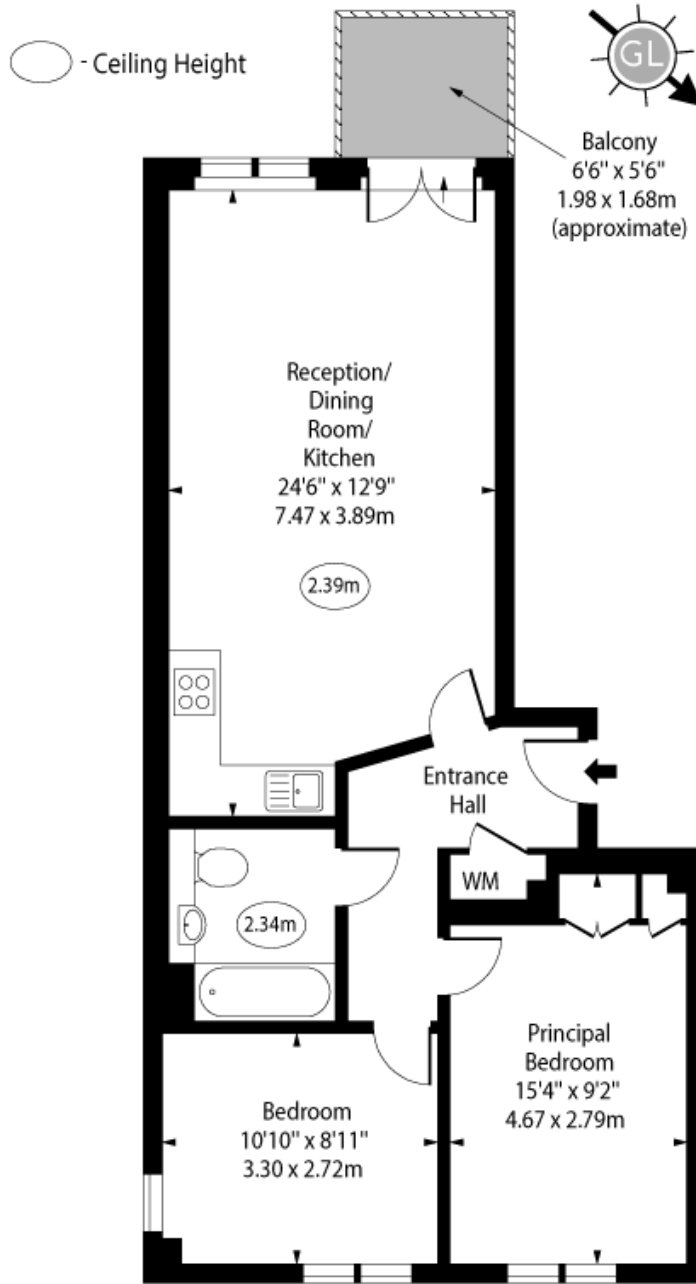 - Ceiling Height
GL
Balcony
6'6" x 5'6"
1.98 x 1.68m
(approximate)
Reception/
Dining
Room/
Kitchen
24'6" x 12'9"
7.47 x 3.89m
2.39m
Entrance
Hall
WM
2.34m
Principal
Bedroom
15'4" x 9'2"
4.67 x 2.79m
Bedroom
10'10" x 8'11"
3.30 x 2.72m